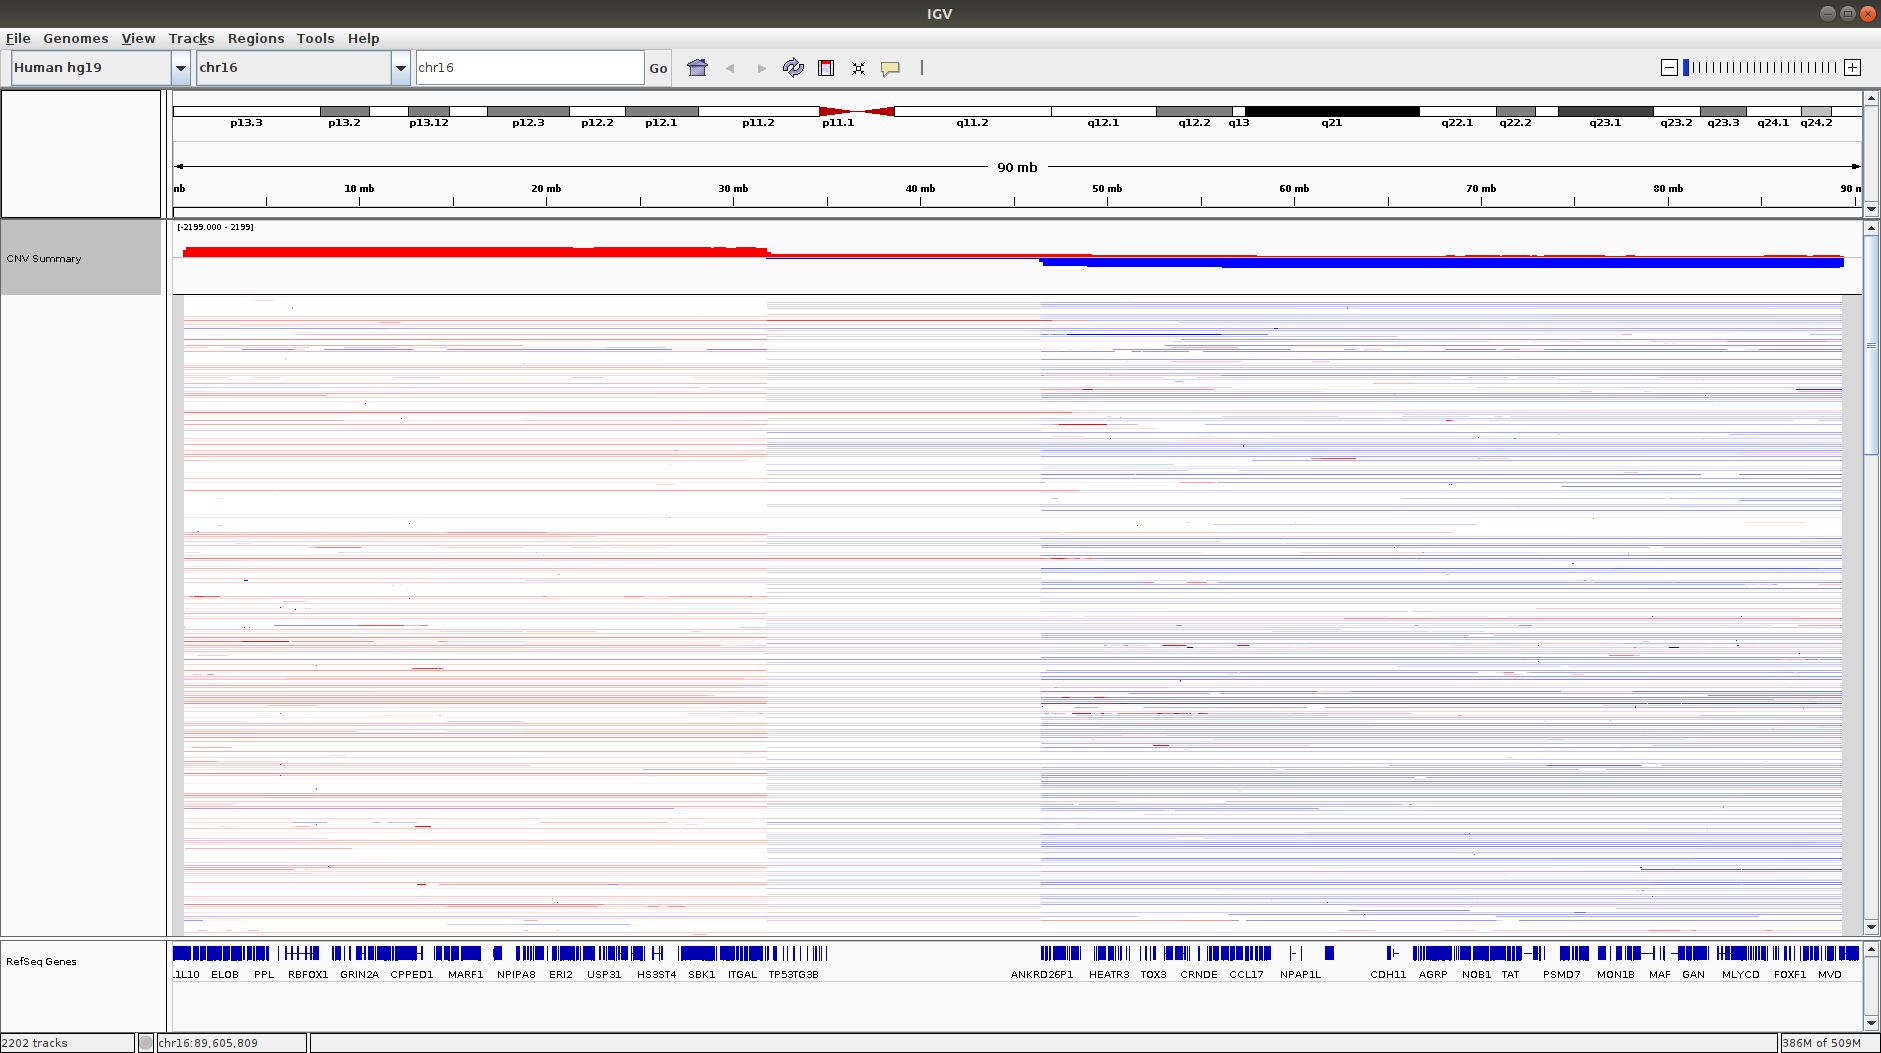 IGV
File Genomes View Tracks Regions Tools Help
Human hg19 chr16 chr16 Go
p13.3 p13.2 p13.12 p12.3 p12.2 p12.1 p11.2 p11.1 q11.2 q12.1 q12.2 q13 q21 q22.1 q22.2 q23.1 q23.2 q23.3 q24.1 q24.2
90 mb
mb 10 mb 20 mb 30 mb 40 mb 50 mb 60 mb 70 mb 80 mb 90 m
[-2199.000 - 2199]
CNV Summary
RefSeq Genes
.1L10 ELOB PPL RBFOX1 GRIN2A CPPED1 MARF1 NPIPA8 ERI2 USP31 HS3ST4 SBK1 ITGAL TP53TG3B ANKRD26P1 HEATR3 TOX3 CRNDE CCL17 NPAP1L CDH11 AGRP NOB1 TAT PSMD7 MON1B MAF GAN MLYCD FOXF1 MVD
2202 tracks chr16:89,605,809 386M of 509M